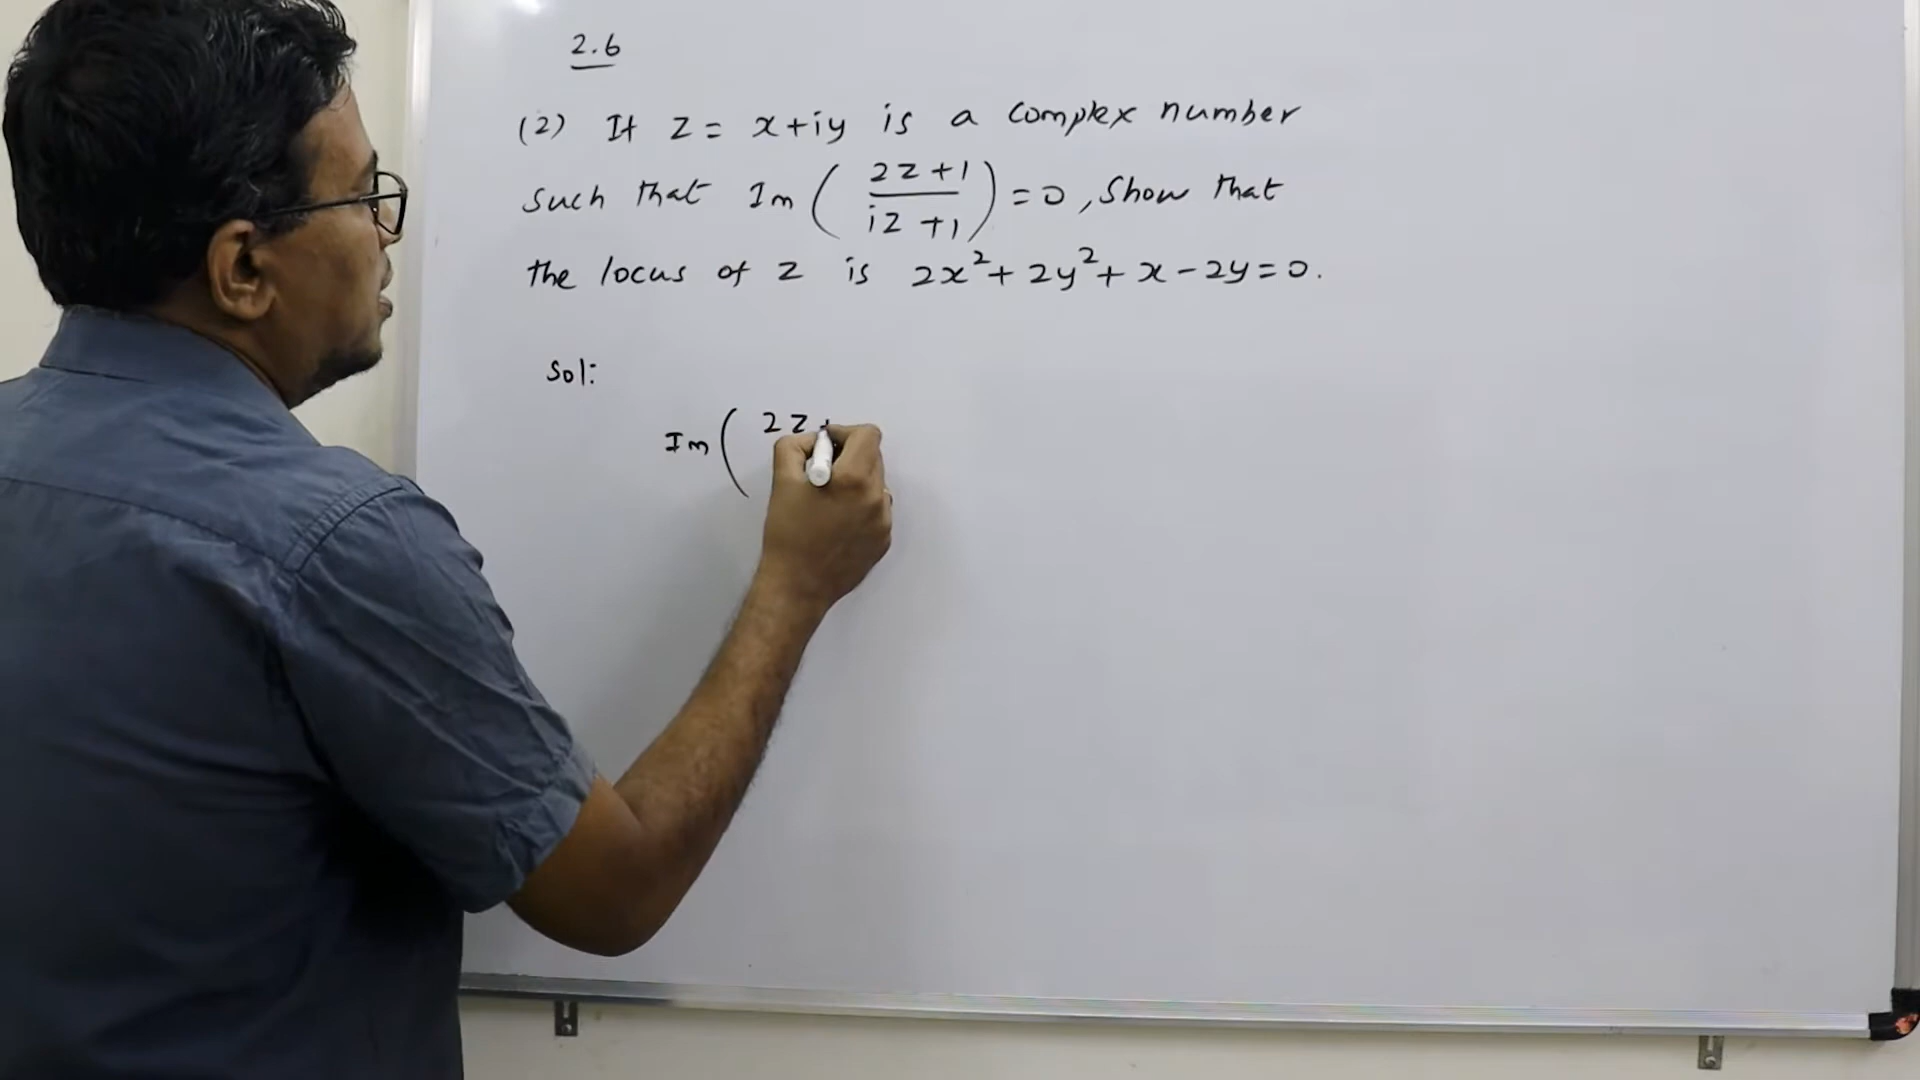 2.6
(2) If z = x+iy is a complex number
such that Im ( 2z+1 / iz+1 ) = 0, Show that
the locus of z is 2x²+ 2y²+ x - 2y = 0.
Sol:
Im ( 2z+